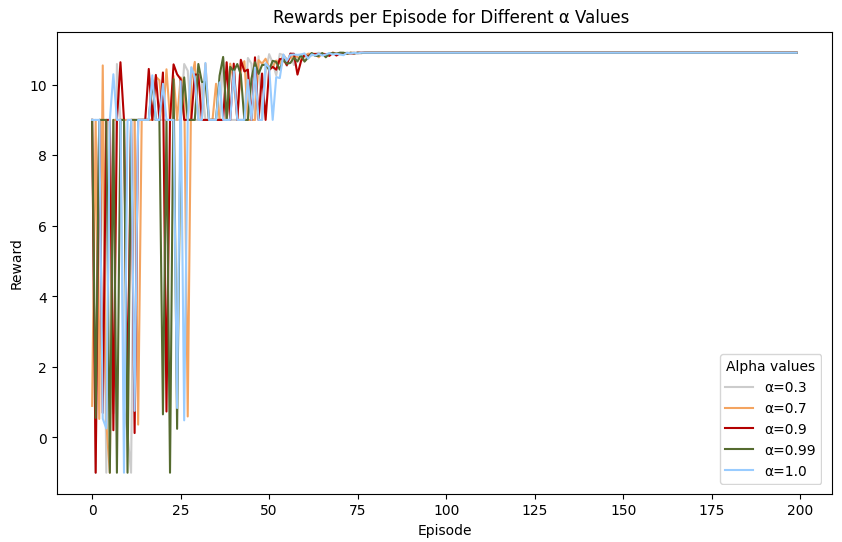 Rewards per Episode for Different α Values
Reward
10
8
6
4
2
0
0 25 50 75 100 125 150 175 200
Episode
Alpha values
α=0.3
α=0.7
α=0.9
α=0.99
α=1.0